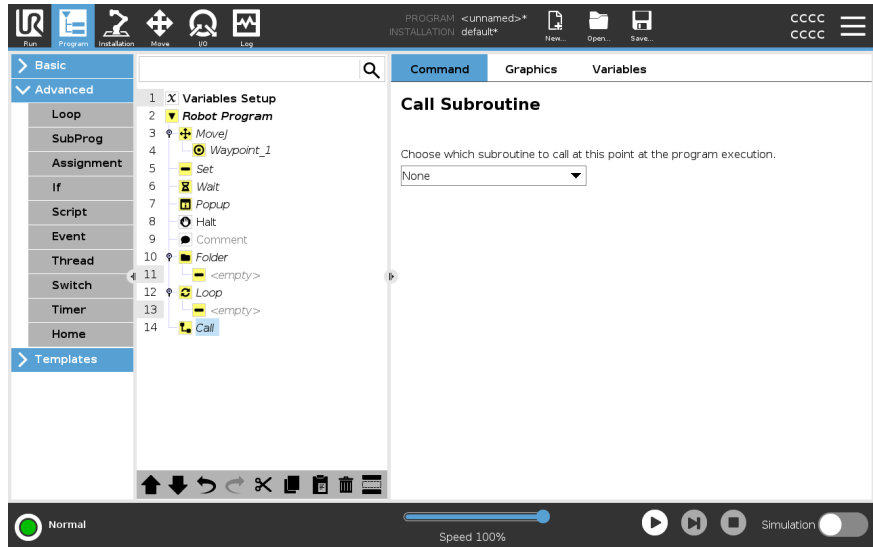 UR
PROGRAM <unnamed>*
INSTALLATION default*
CCCC
CCCC
Run
Program
Installation
Move
I/O
Log
New...
Open...
Save...
Basic
Advanced
Loop
SubProg
Assignment
If
Script
Event
Thread
Switch
Timer
Home
Templates
1 X Variables Setup
2 Robot Program
3 MoveJ
4 Waypoint_1
5 Set
6 Wait
7 Popup
8 Halt
9 Comment
10 Folder
11 <empty>
12 Loop
13 <empty>
14 Call
Command
Graphics
Variables
Call Subroutine
Choose which subroutine to call at this point at the program execution.
None
Normal
Speed 100%
Simulation